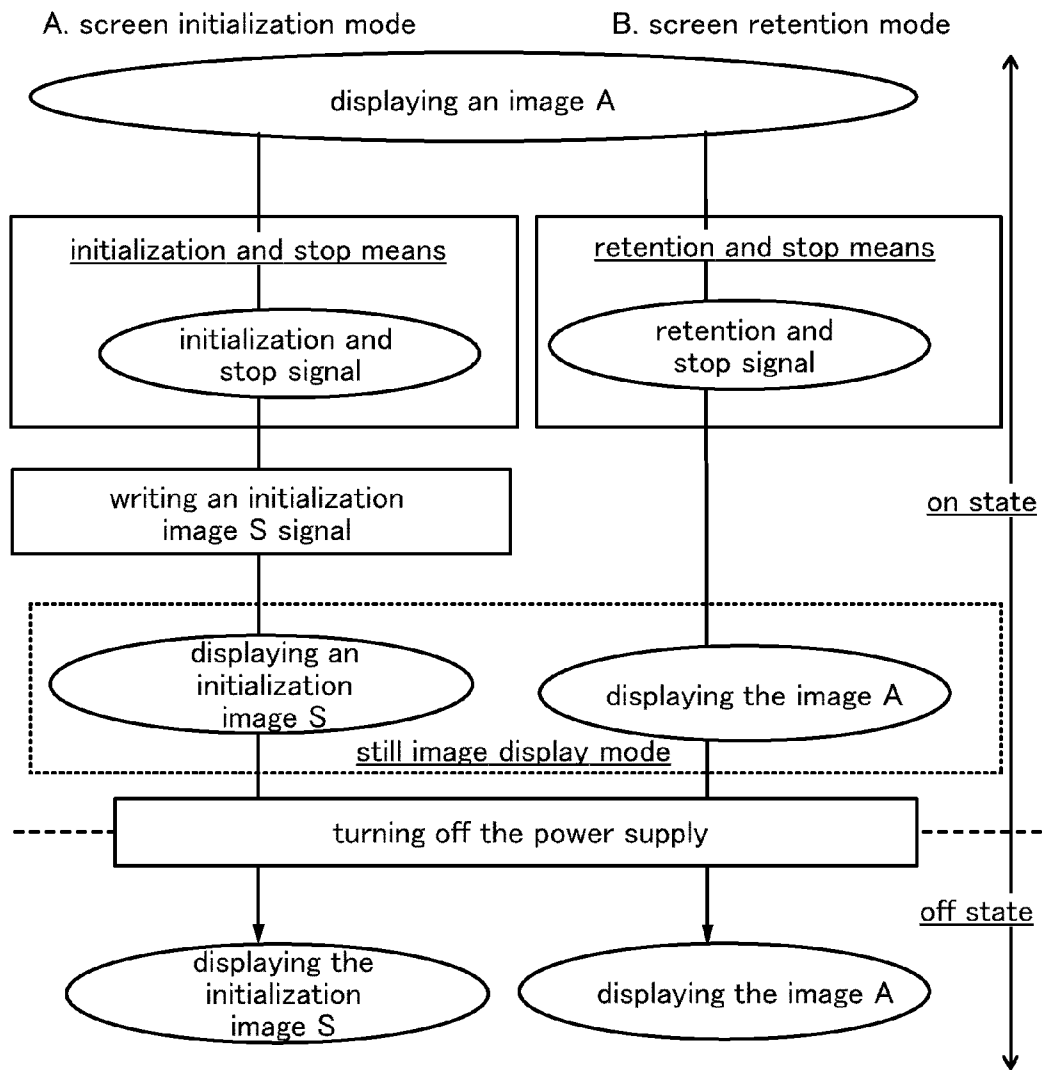 A. screen initialization mode
B. screen retention mode
displaying an image A
initialization and stop means
retention and stop means
initialization and
stop signal
retention and
stop signal
writing an initialization
image S signal
on state
displaying an
initialization
image S
displaying the image A
still image display mode
turning off the power supply
off state
displaying the
initialization
image S
displaying the image A